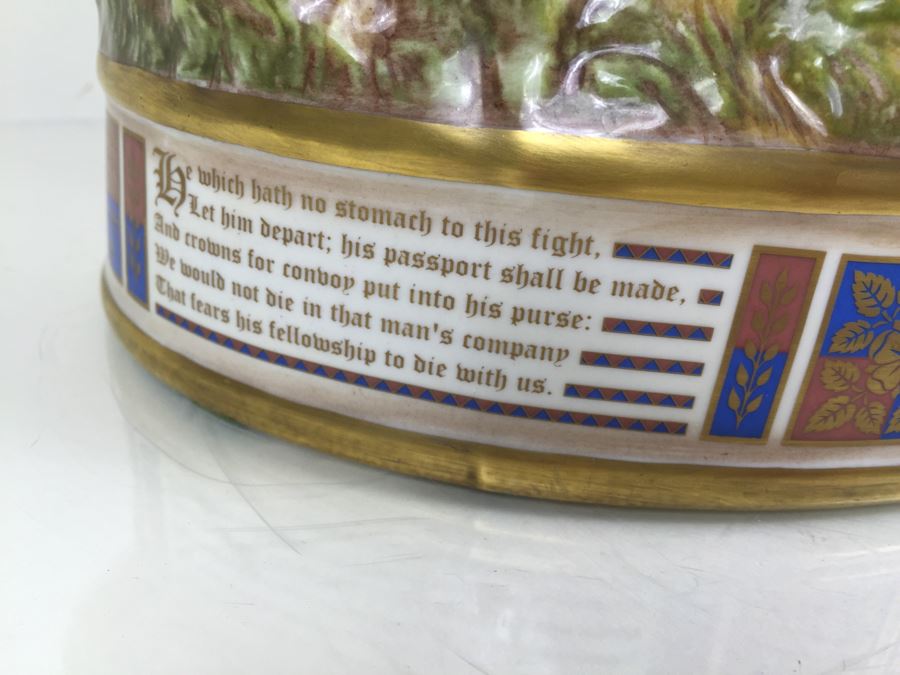 He which hath no stomach to this fight,
Let him depart; his passport shall be made,
And crowns for convoy put into his purse:
We would not die in that man's company
That fears his fellowship to die with us.